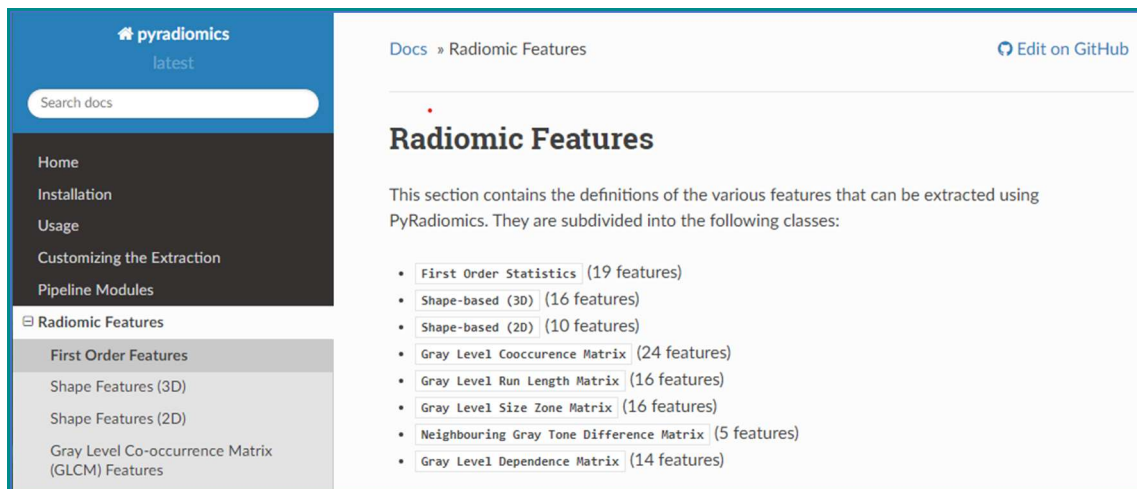 pyradiomics
latest
Search docs
Home
Installation
Usage
Customizing the Extraction
Pipeline Modules
Radiomic Features
First Order Features
Shape Features (3D)
Shape Features (2D)
Gray Level Co-occurrence Matrix
(GLCM) Features
Docs » Radiomic Features
Edit on GitHub
Radiomic Features
This section contains the definitions of the various features that can be extracted using
PyRadiomics. They are subdivided into the following classes:
• First Order Statistics (19 features)
• Shape-based (3D) (16 features)
• Shape-based (2D) (10 features)
• Gray Level Cooccurence Matrix (24 features)
• Gray Level Run Length Matrix (16 features)
• Gray Level Size Zone Matrix (16 features)
• Neighbouring Gray Tone Difference Matrix (5 features)
• Gray Level Dependence Matrix (14 features)